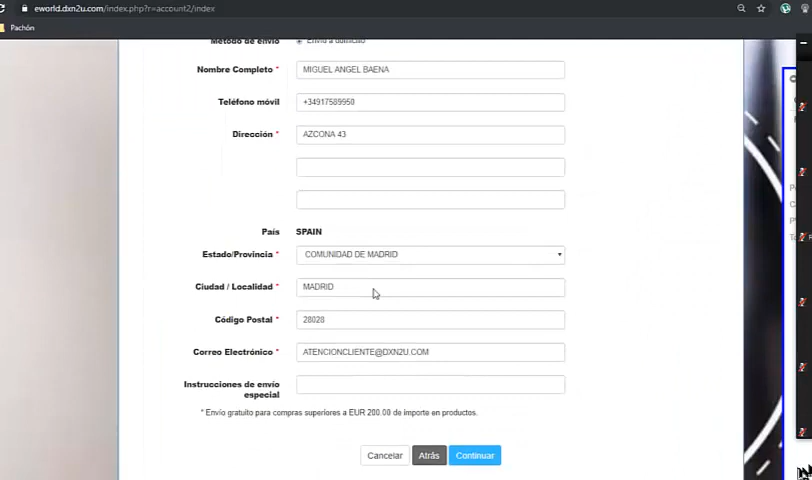 eworld.dxn2u.com/index.php?r=account2/index
Pachón
Método de envío Envío a domicilio
Nombre Completo * MIGUEL ANGEL BAENA
Teléfono móvil +34917589950
Dirección * AZCONA 43
País SPAIN
Estado/Provincia * COMUNIDAD DE MADRID
Ciudad / Localidad * MADRID
Código Postal * 28028
Correo Electrónico * ATENCIONCLIENTE@DXN2U.COM
Instrucciones de envío
especial
* Envío gratuito para compras superiores a EUR 200.00 de importe en productos.
Cancelar Atrás Continuar